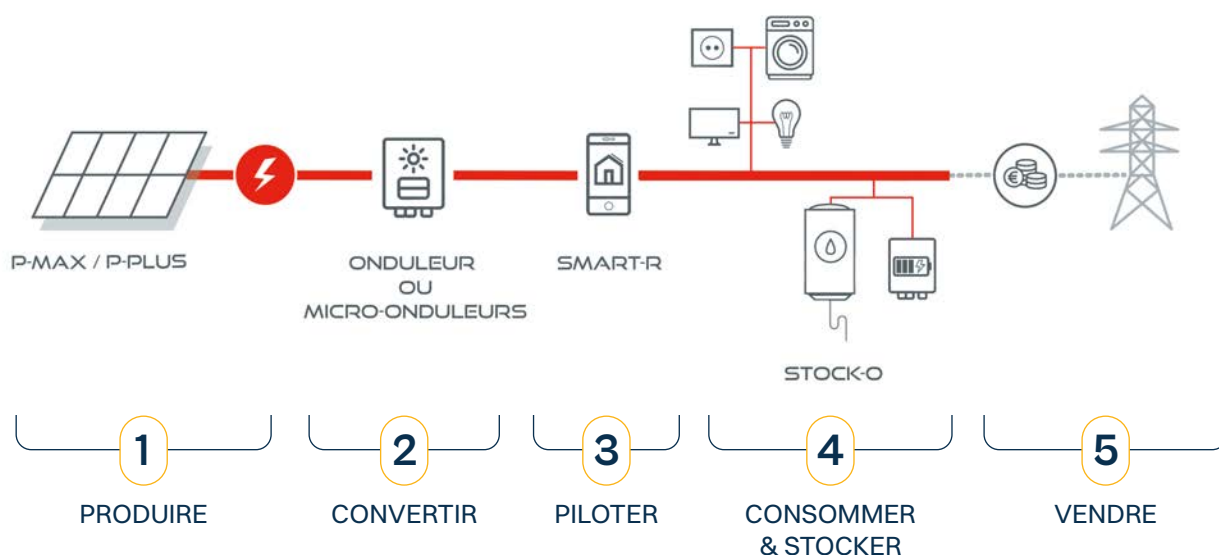 P-MAX / P-PLUS
ONDULEUR
OU
MICRO-ONDULEURS
SMART-R
STOCK-O
€
1
2
3
4
5
PRODUIRE
CONVERTIR
PILOTER
CONSOMMER
& STOCKER
VENDRE